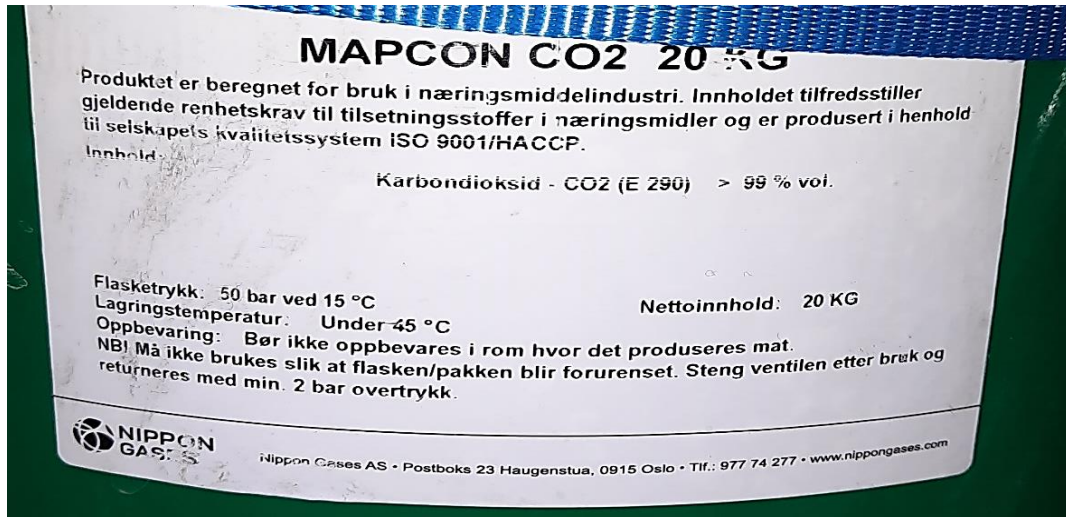 MAPCON CO2 20 KG
Produktet er beregnet for bruk i næringsmiddelindustri. Innholdet tilfredsstiller
gjeldende renhetskrav til tilsetningsstoffer i næringsmidler og er produsert i henhold
til selskapets kvalitetssystem ISO 9001/HACCP.
Innhold:
Karbondioksid - CO2 (E 290) > 99 % vol.
Flasketrykk: 50 bar ved 15 °C
Nettoinnhold: 20 KG
Lagringstemperatur: Under 45 °C
Oppbevaring: Bør ikke oppbevares i rom hvor det produseres mat.
NB! Må ikke brukes slik at flasken/pakken blir forurenset. Steng ventilen etter bruk og
returneres med min. 2 bar overtrykk.
NIPPON
GASES
Nippon Gases AS • Postboks 23 Haugenstua, 0915 Oslo • Tlf.: 977 74 277 • www.nippongases.com